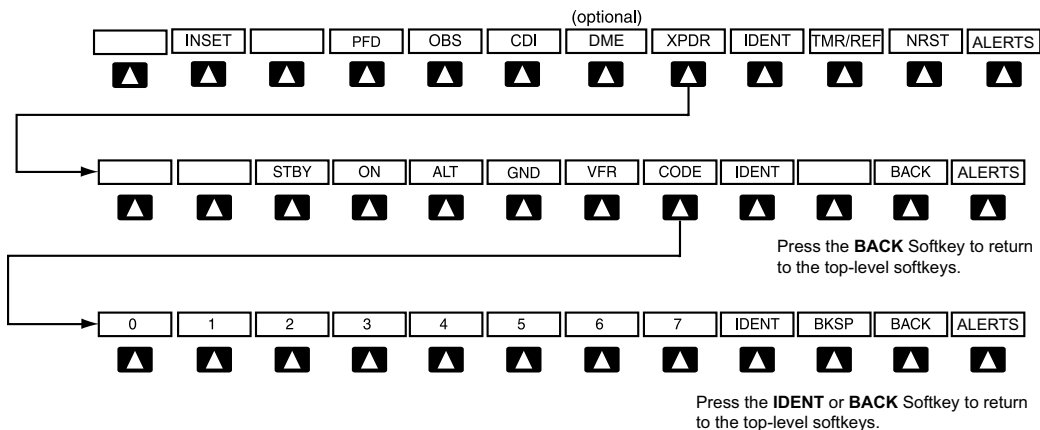 (optional)
INSET PFD OBS CDI DME XPDR IDENT TMR/REF NRST ALERTS
STBY ON ALT GND VFR CODE IDENT BACK ALERTS
Press the BACK Softkey to return
to the top-level softkeys.
0 1 2 3 4 5 6 7 IDENT BKSP BACK ALERTS
Press the IDENT or BACK Softkey to return
to the top-level softkeys.